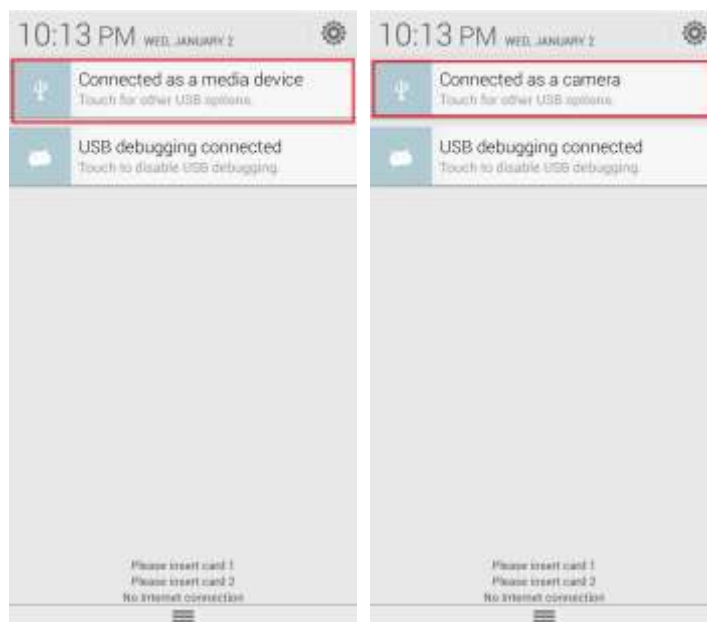 10:13 PM WED, JANUARY 2
Connected as a media device
Touch for other USB options.
USB debugging connected
Touch to disable USB debugging.
Please insert card 1
Please insert card 2
No Internet connection
10:13 PM WED, JANUARY 2
Connected as a camera
Touch for other USB options.
USB debugging connected
Touch to disable USB debugging.
Please insert card 1
Please insert card 2
No Internet connection